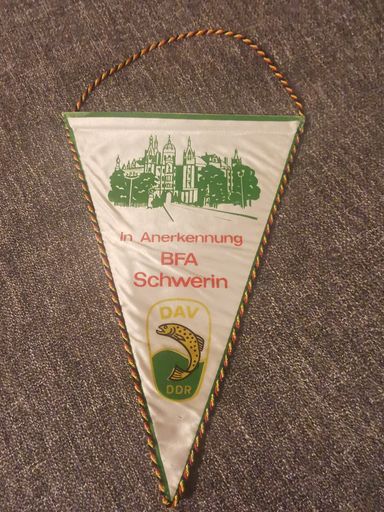 In Anerkennung
BFA
Schwerin
DAV
DDR